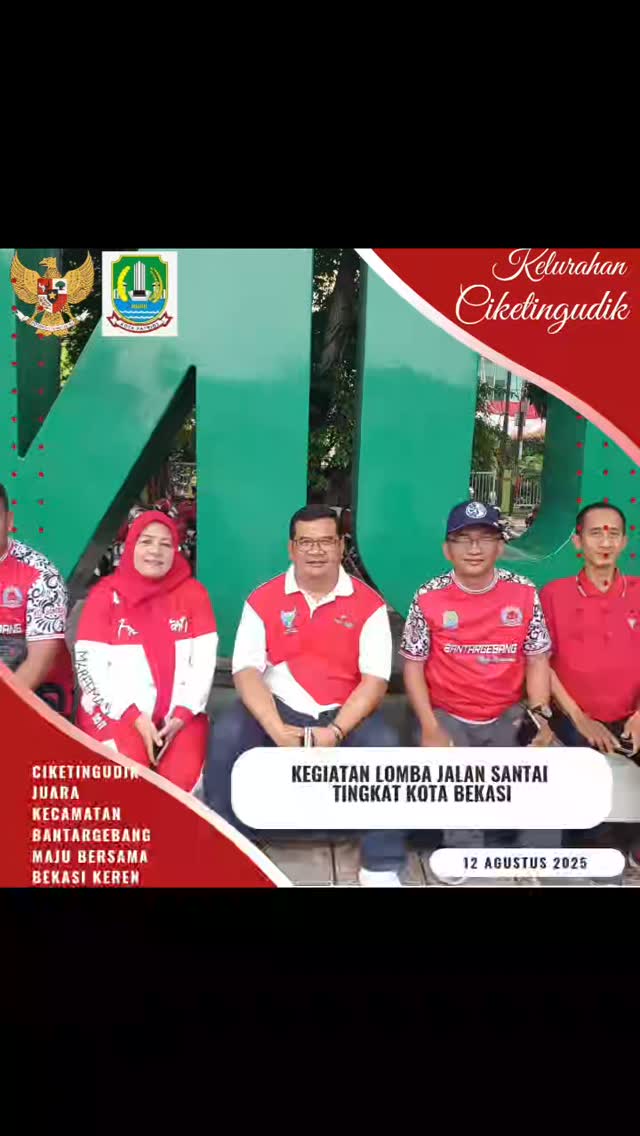 Kelurahan
Ciketingudik
BANTARGEBANG
CIKETINGUDIK
JUARA
KECAMATAN
BANTARGEBANG
MAJU BERSAMA
BEKASI KEREN
KEGIATAN LOMBA JALAN SANTAI
TINGKAT KOTA BEKASI
12 AGUSTUS 2025